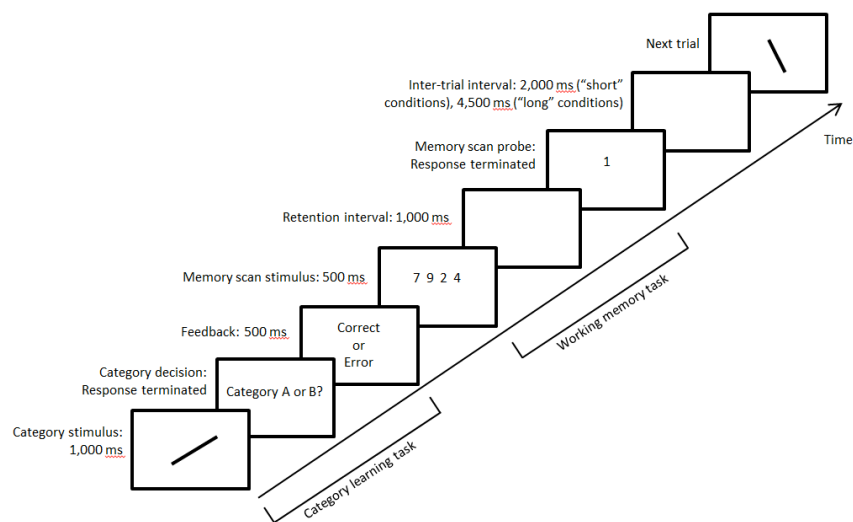 Next trial
Inter-trial interval: 2,000 ms (“short”
conditions), 4,500 ms (“long” conditions)
Time
Memory scan probe:
Response terminated
1
Retention interval: 1,000 ms
Memory scan stimulus: 500 ms
7 9 2 4
Working memory task
Feedback: 500 ms
Correct
or
Error
Category decision:
Response terminated
Category A or B?
Category stimulus:
1,000 ms
Category learning task